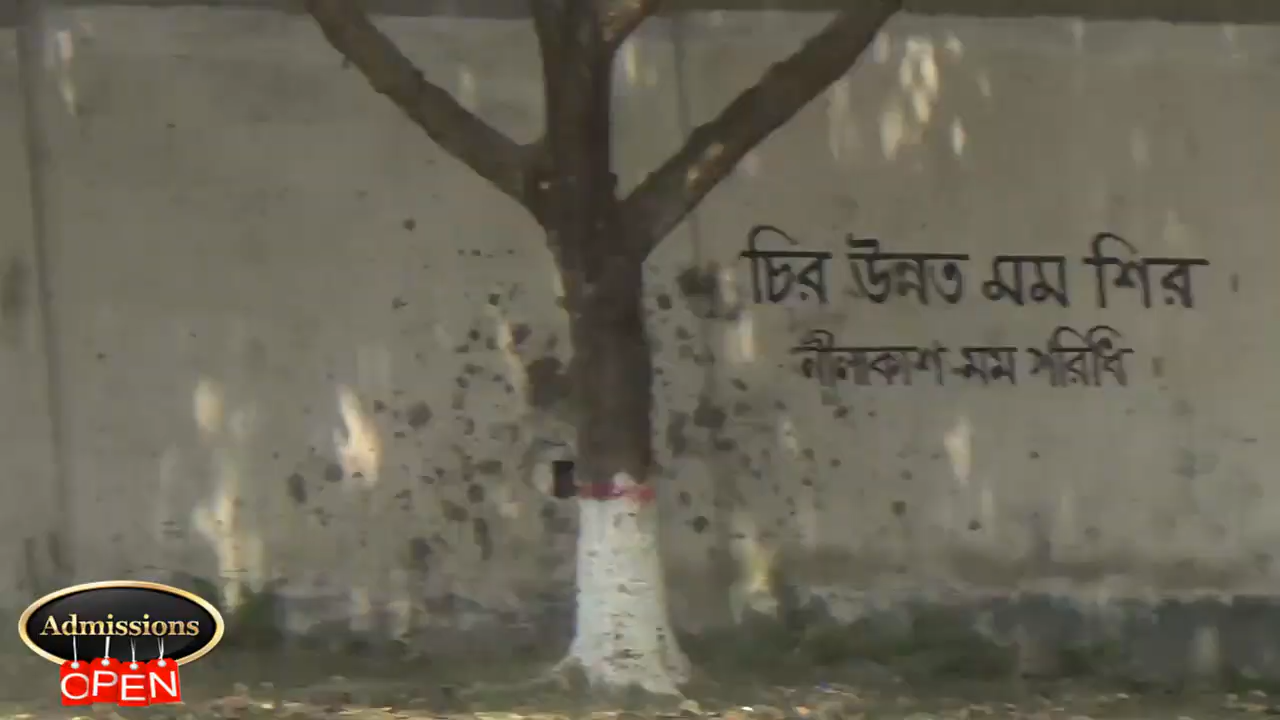 চির উন্নত মম শির ।
নীলাকাশ মম পরিধি ।
Admissions
OPEN